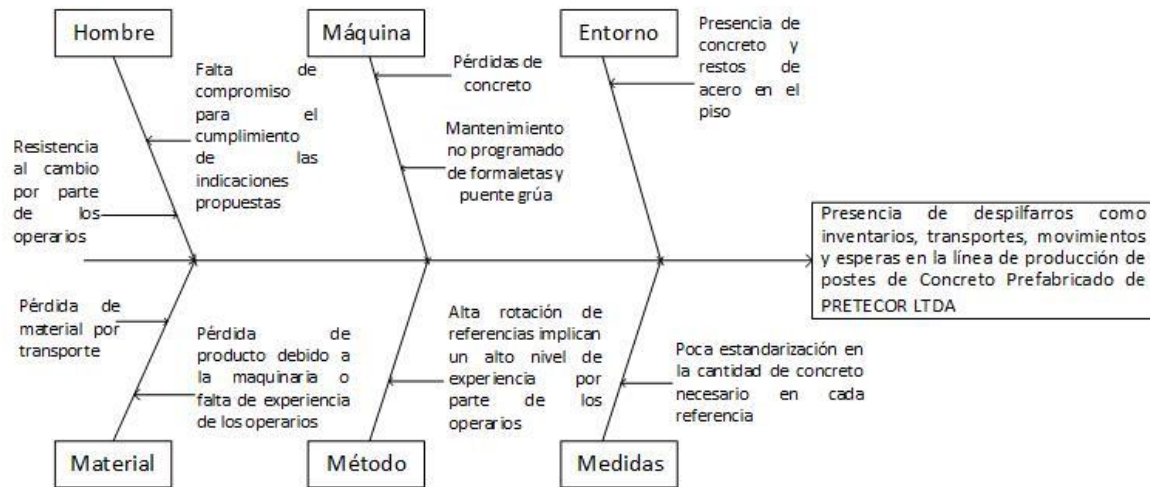 Hombre
Máquina
Entorno
Falta de
compromiso
para el
cumplimiento
de las
indicaciones
propuestas
Resistencia
al cambio
por parte
de los
operarios
Pérdidas de
concreto
Mantenimiento
no programado
de formaletas y
puente grúa
Presencia de
concreto y
restos de
acero en el
piso
Presencia de despilfarros como
inventarios, transportes, movimientos
y esperas en la línea de producción de
postes de Concreto Prefabricado de
PRETECOR LTDA
Pérdida de
material por
transporte
Pérdida de
producto debido a
la maquinaria o
falta de experiencia
de los operarios
Alta rotación de
referencias implican
un alto nivel de
experiencia por
parte de los
operarios
Poca estandarización en
la cantidad de concreto
necesario en cada
referencia
Material
Método
Medidas